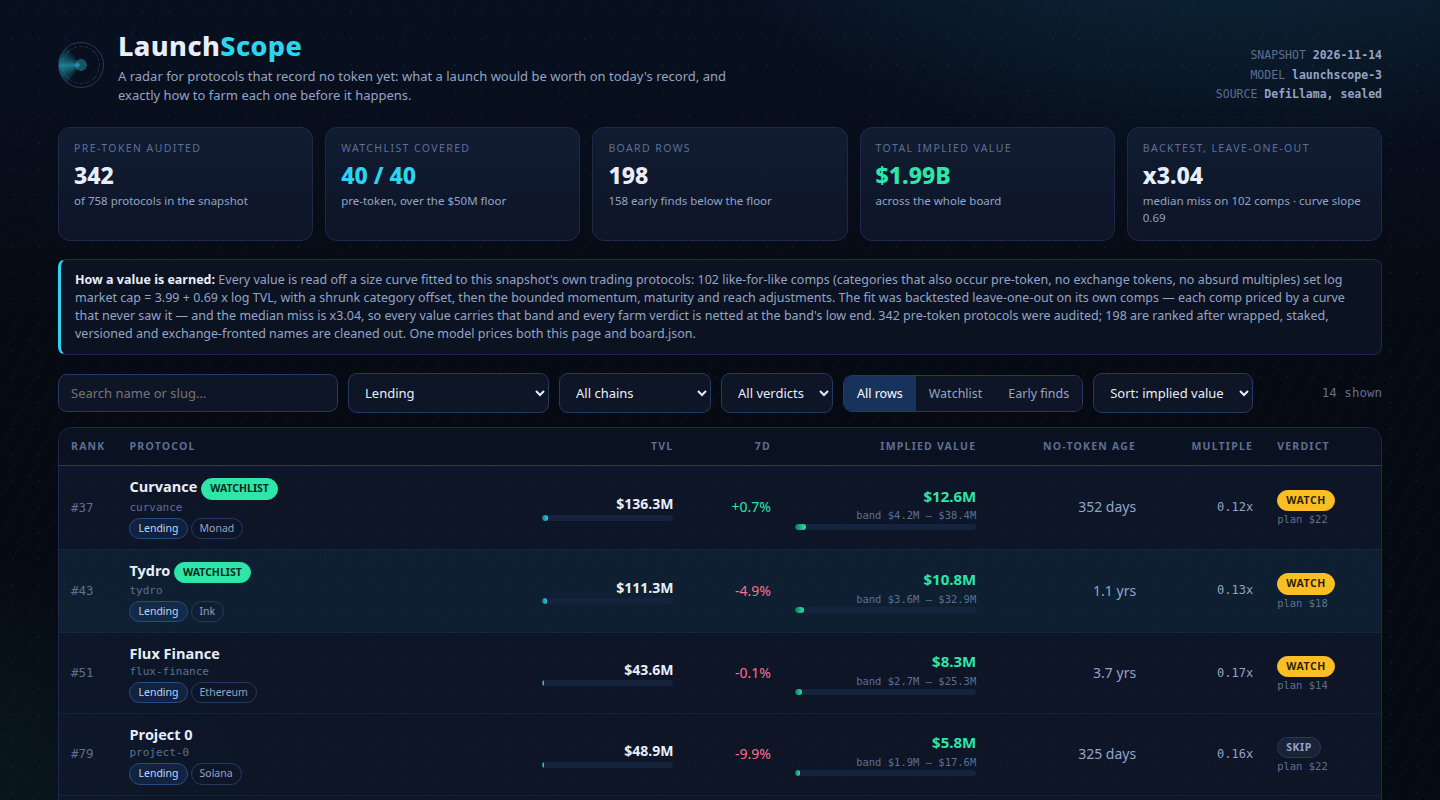 LaunchScope
A radar for protocols that record no token yet: what a launch would be worth on today's record, and
exactly how to farm each one before it happens.
SNAPSHOT 2026-11-14
MODEL launchscope-3
SOURCE DefiLlama, sealed
PRE-TOKEN AUDITED
342
of 758 protocols in the snapshot
WATCHLIST COVERED
40 / 40
pre-token, over the $50M floor
BOARD ROWS
198
158 early finds below the floor
TOTAL IMPLIED VALUE
$1.99B
across the whole board
BACKTEST, LEAVE-ONE-OUT
x3.04
median miss on 102 comps · curve slope
0.69
How a value is earned: Every value is read off a size curve fitted to this snapshot's own trading protocols: 102 like-for-like comps (categories that also occur pre-token, no exchange tokens, no absurd multiples) set log
market cap = 3.99 + 0.69 x log TVL, with a shrunk category offset, then the bounded momentum, maturity and reach adjustments. The fit was backtested leave-one-out on its own comps — each comp priced by a curve
that never saw it — and the median miss is x3.04, so every value carries that band and every farm verdict is netted at the band's low end. 342 pre-token protocols were audited; 198 are ranked after wrapped, staked,
versioned and exchange-fronted names are cleaned out. One model prices both this page and board.json.
Search name or slug...
Lending
All chains
All verdicts
All rows
Watchlist
Early finds
Sort: implied value
14 shown
RANK PROTOCOL TVL 7D IMPLIED VALUE NO-TOKEN AGE MULTIPLE VERDICT
#37
Curvance WATCHLIST
curvance
Lending Monad
$136.3M
+0.7%
$12.6M
band $4.2M — $38.4M
352 days
0.12x
WATCH
plan $22
#43
Tydro WATCHLIST
tydro
Lending Ink
$111.3M
-4.9%
$10.8M
band $3.6M — $32.9M
1.1 yrs
0.13x
WATCH
plan $18
#51
Flux Finance
flux-finance
Lending Ethereum
$43.6M
-0.1%
$8.3M
band $2.7M — $25.3M
3.7 yrs
0.17x
WATCH
plan $14
#79
Project 0
project-0
Lending Solana
$48.9M
-9.9%
$5.8M
band $1.9M — $17.6M
325 days
0.16x
SKIP
plan $22